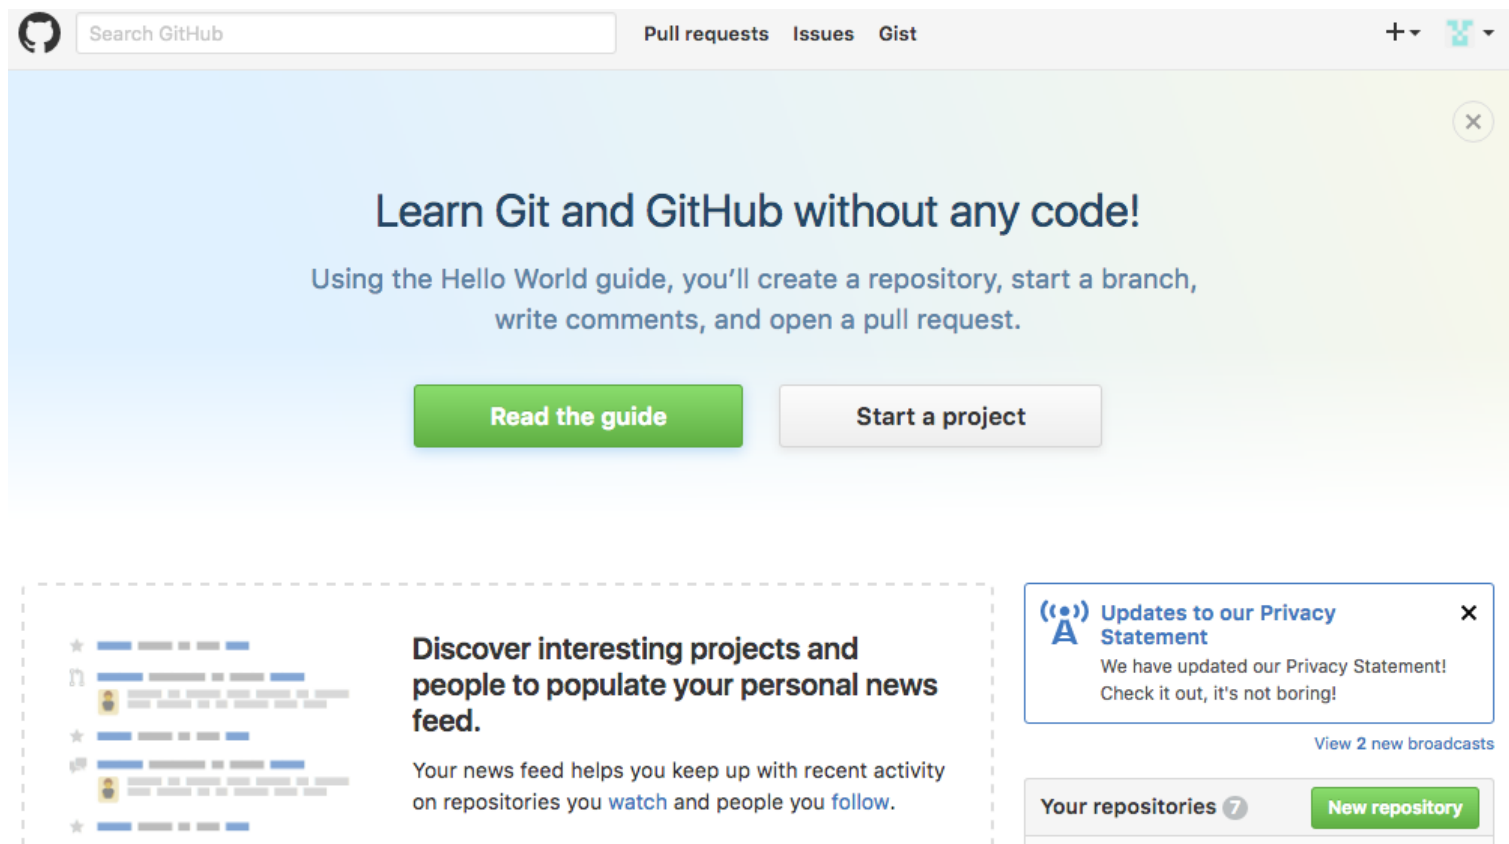 Search GitHub
Pull requests Issues Gist
Learn Git and GitHub without any code!
Using the Hello World guide, you’ll create a repository, start a branch,
write comments, and open a pull request.
Read the guide
Start a project
Discover interesting projects and
people to populate your personal news
feed.
Your news feed helps you keep up with recent activity
on repositories you watch and people you follow.
Updates to our Privacy
Statement
We have updated our Privacy Statement!
Check it out, it's not boring!
View 2 new broadcasts
Your repositories 7
New repository